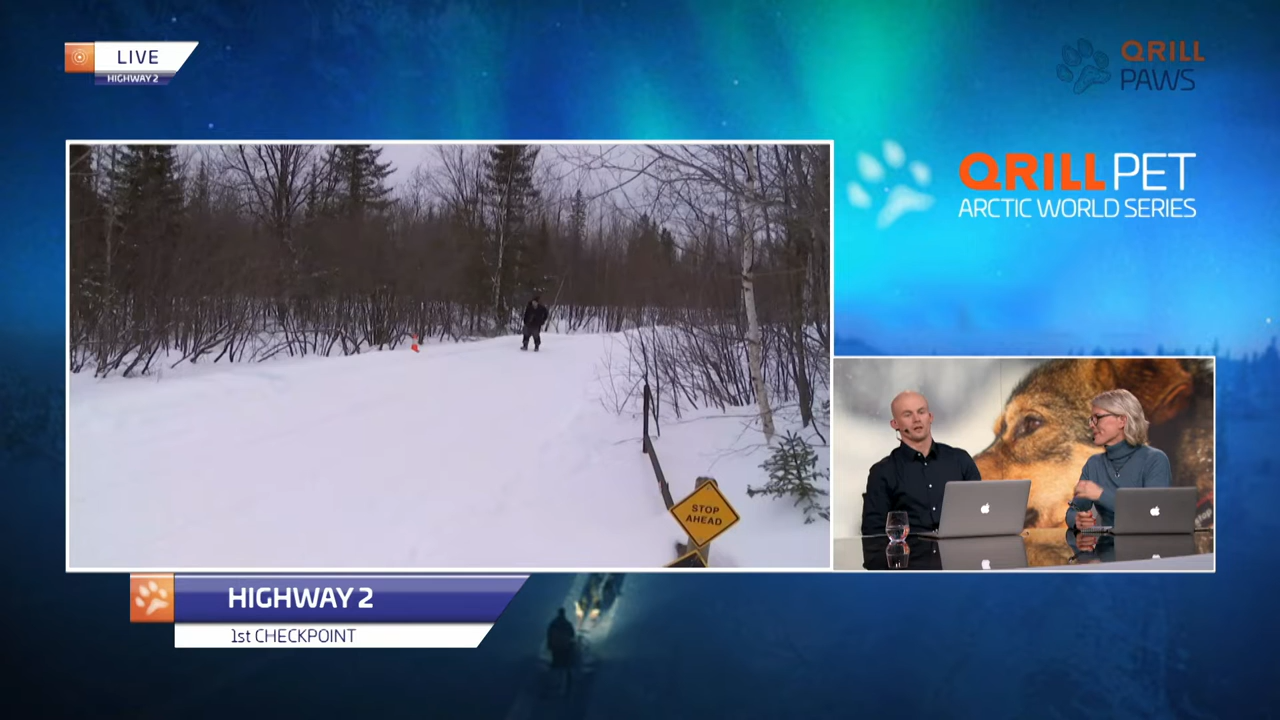 LIVE
HIGHWAY 2
QRILL
PAWS
QRILL PET
ARCTIC WORLD SERIES
STOP
AHEAD
HIGHWAY 2
1st CHECKPOINT